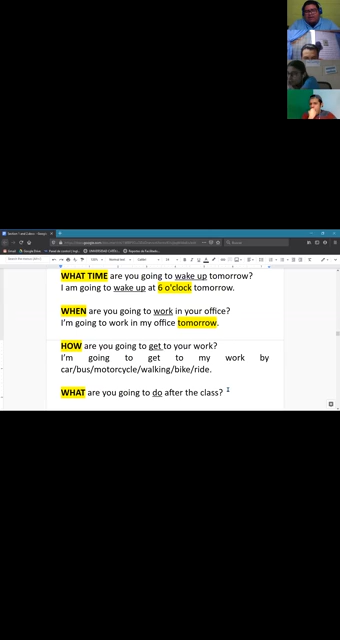 WHAT TIME are you going to wake up tomorrow?
I am going to wake up at 6 o'clock tomorrow.
WHEN are you going to work in your office?
I'm going to work in my office tomorrow.
HOW are you going to get to your work?
I'm going to get to my work by
car/bus/motorcycle/walking/bike/ride.
WHAT are you going to do after the class?